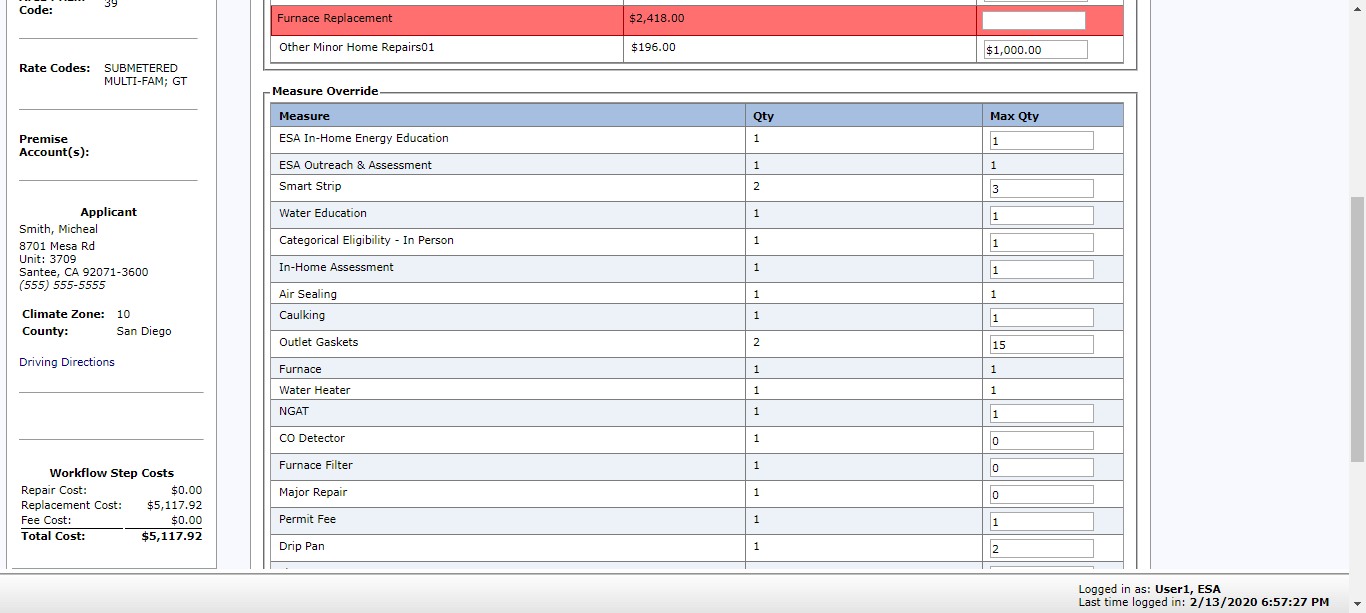 Code:
39
Rate Codes: SUBMETERED
MULTI-FAM; GT
Premise
Account(s):
Applicant
Smith, Micheal
8701 Mesa Rd
Unit: 3709
Santee, CA 92071-3600
(555) 555-5555
Climate Zone: 10
County: San Diego
Driving Directions
Workflow Step Costs
Repair Cost: $0.00
Replacement Cost: $5,117.92
Fee Cost: $0.00
Total Cost: $5,117.92
Furnace Replacement $2,418.00
Other Minor Home Repairs01 $196.00 $1,000.00
Measure Override
Measure Qty Max Qty
ESA In-Home Energy Education 1 1
ESA Outreach & Assessment 1 1
Smart Strip 2 3
Water Education 1 1
Categorical Eligibility - In Person 1 1
In-Home Assessment 1 1
Air Sealing 1 1
Caulking 1 1
Outlet Gaskets 2 15
Furnace 1 1
Water Heater 1 1
NGAT 1 1
CO Detector 1 0
Furnace Filter 1 0
Major Repair 1 0
Permit Fee 1 1
Drip Pan 1 2
Logged in as: User1, ESA
Last time logged in: 2/13/2020 6:57:27 PM